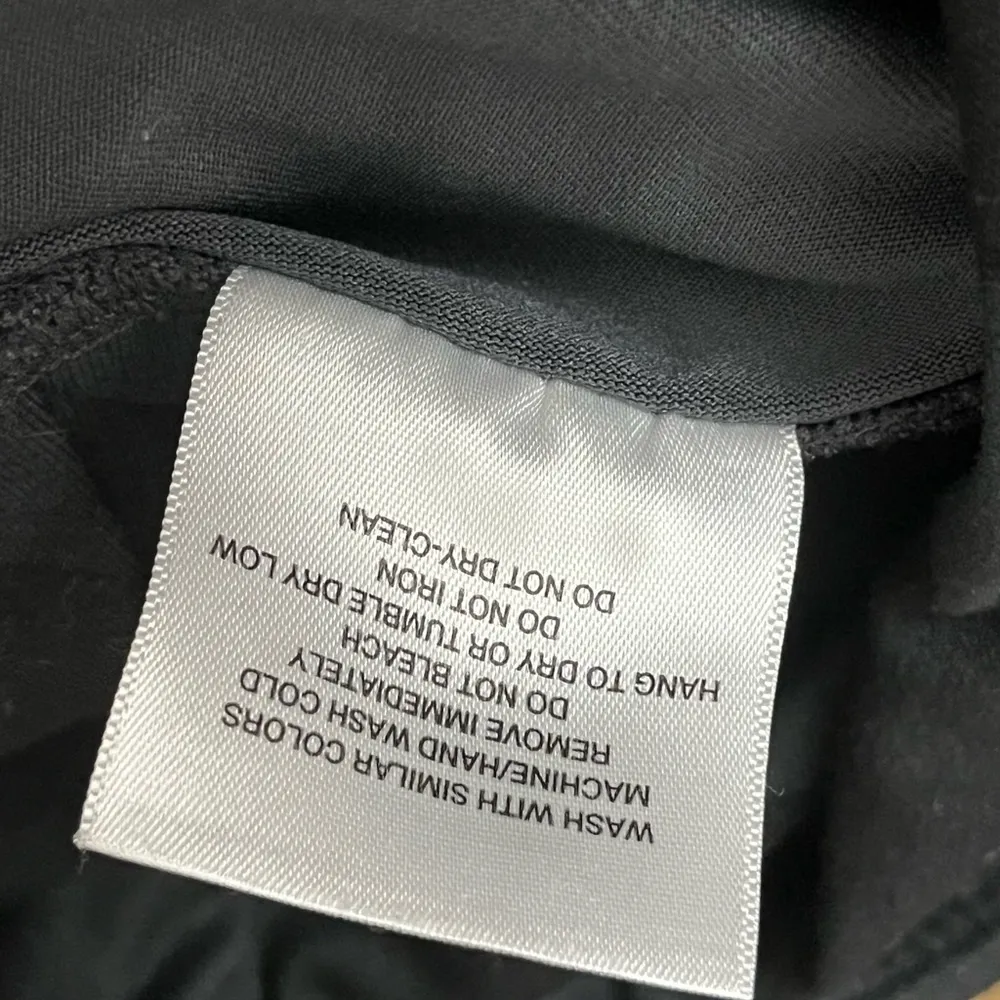 WASH WITH SIMILAR COLORS
MACHINE/HAND WASH COLD
REMOVE IMMEDIATELY
DO NOT BLEACH
HANG TO DRY OR TUMBLE DRY LOW
DO NOT IRON
DO NOT DRY-CLEAN